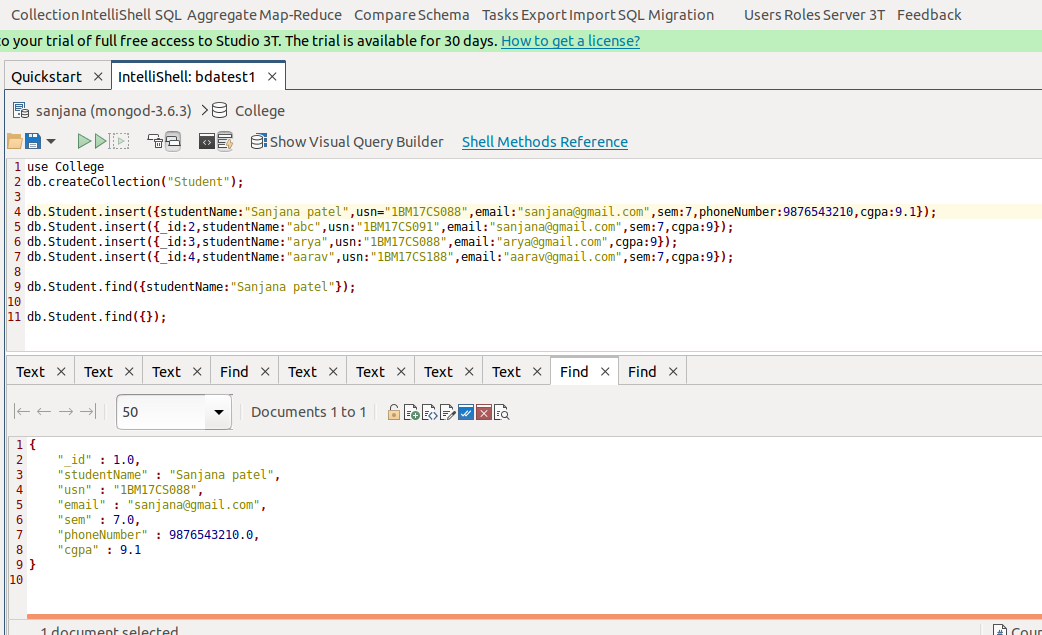 Collection IntelliShell SQL Aggregate Map-Reduce Compare Schema Tasks Export Import SQL Migration Users Roles Server 3T Feedback
o your trial of full free access to Studio 3T. The trial is available for 30 days. How to get a license?
Quickstart × IntelliShell: bdatest1 ×
sanjana (mongod-3.6.3) > College
Show Visual Query Builder Shell Methods Reference
1 use College
2 db.createCollection("Student");
3
4 db.Student.insert({studentName:"Sanjana patel",usn="1BM17CS088",email:"sanjana@gmail.com",sem:7,phoneNumber:9876543210,cgpa:9.1});
5 db.Student.insert({_id:2,studentName:"abc",usn:"1BM17CS091",email:"sanjana@gmail.com",sem:7,cgpa:9});
6 db.Student.insert({_id:3,studentName:"arya",usn:"1BM17CS088",email:"arya@gmail.com",cgpa:9});
7 db.Student.insert({_id:4,studentName:"aarav",usn:"1BM17CS188",email:"aarav@gmail.com",sem:7,cgpa:9});
8
9 db.Student.find({studentName:"Sanjana patel"});
10
11 db.Student.find({});
Text × Text × Text × Find × Text × Text × Text × Text × Find × Find ×
50 Documents 1 to 1
1 {
2 "_id" : 1.0,
3 "studentName" : "Sanjana patel",
4 "usn" : "1BM17CS088",
5 "email" : "sanjana@gmail.com",
6 "sem" : 7.0,
7 "phoneNumber" : 9876543210.0,
8 "cgpa" : 9.1
9 }
10
1 document selected